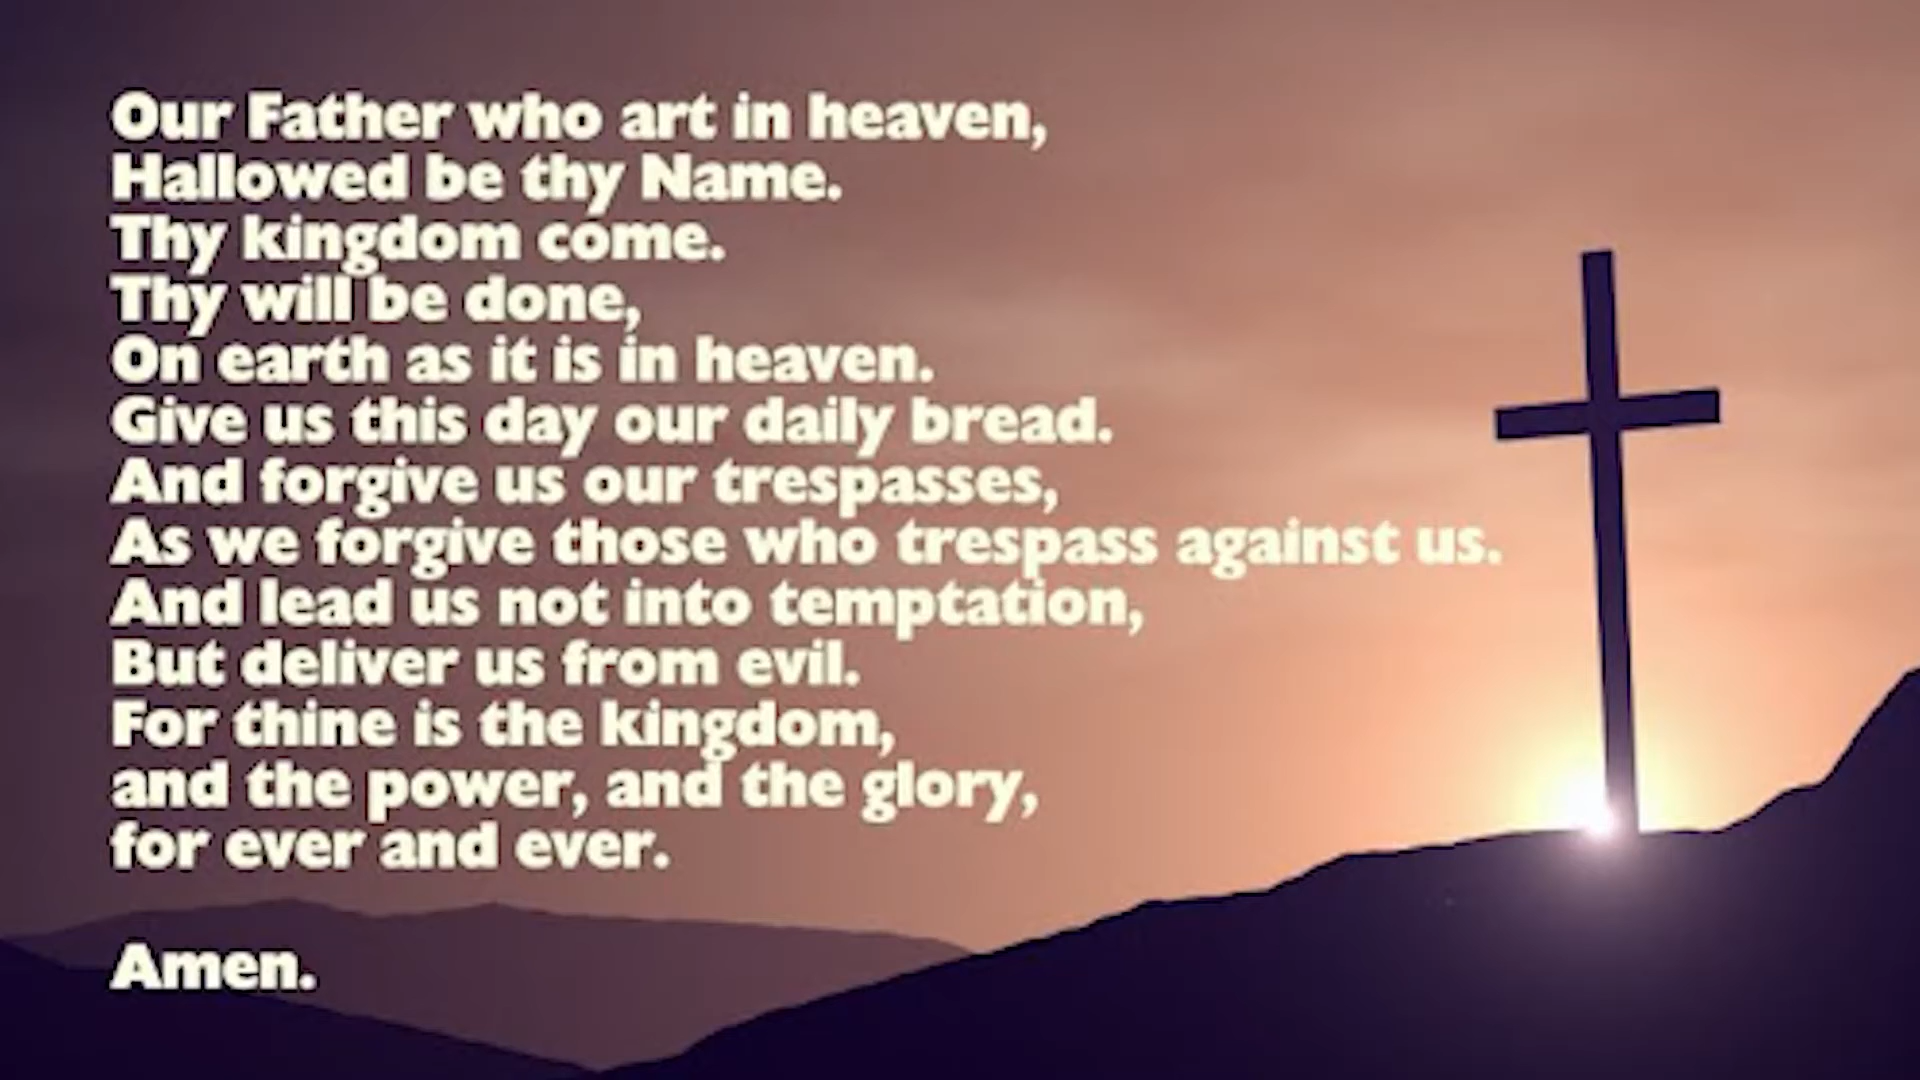 Our Father who art in heaven,
Hallowed be thy Name.
Thy kingdom come.
Thy will be done,
On earth as it is in heaven.
Give us this day our daily bread.
And forgive us our trespasses,
As we forgive those who trespass against us.
And lead us not into temptation,
But deliver us from evil.
For thine is the kingdom,
and the power, and the glory,
for ever and ever.
Amen.